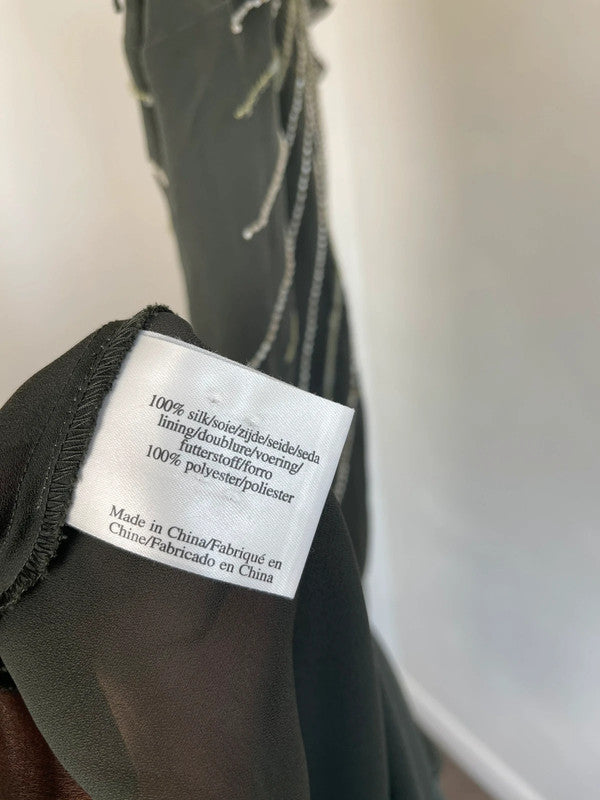 100% silk/soie/zijde/seide/seda
lining/doublure/voering/
futterstoff/forro
100% polyester/poliester
Made in China/Fabriqué en
Chine/Fabricado en China